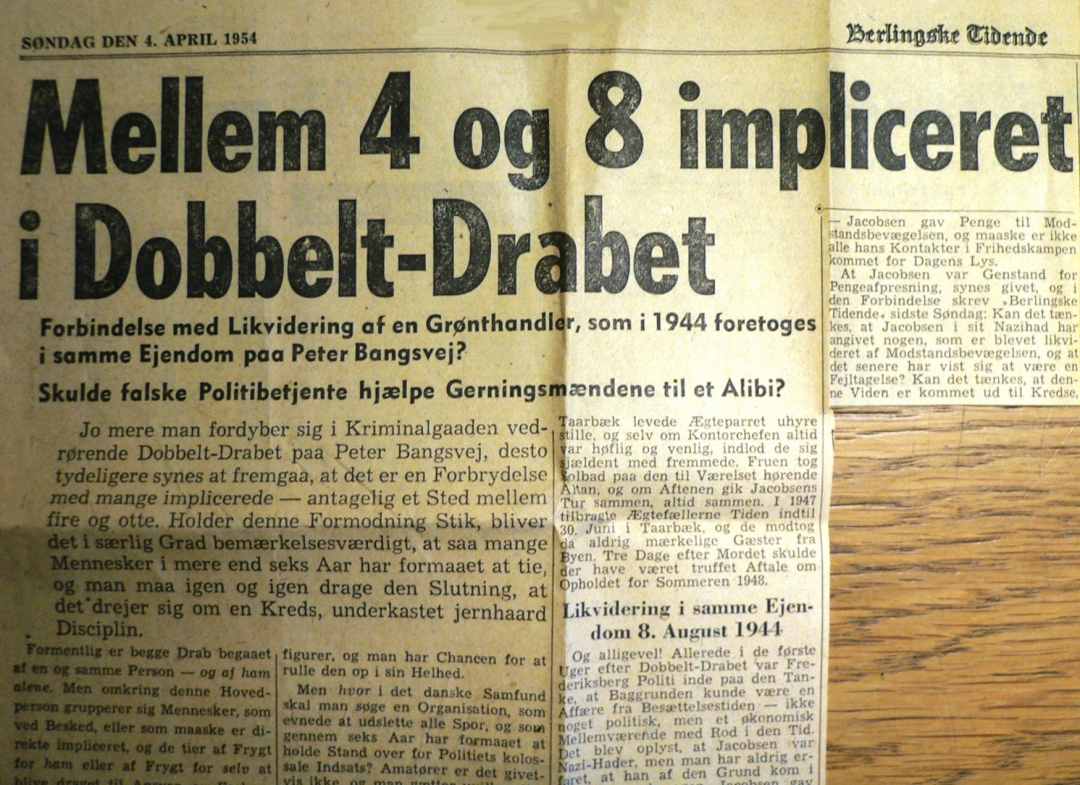 SØNDAG DEN 4. APRIL 1954
Berlingske Tidende
Mellem 4 og 8 impliceret
i Dobbelt-Drabet
Forbindelse med Likvidering af en Grønthandler, som i 1944 foretoges
i samme Ejendom paa Peter Bangsvej?
Skulde falske Politibetjente hjælpe Gerningsmændene til et Alibi?
Jo mere man fordyber sig i Kriminalgaaden ved-
rørende Dobbelt-Drabet paa Peter Bangsvej, desto
tydeligere synes at fremgaa, at det er en Forbrydelse
med mange implicerede — antagelig et Sted mellem
fire og otte. Holder denne Formodning Stik, bliver
det i særlig Grad bemærkelsesværdigt, at saa mange
Mennesker i mere end seks Aar har formaaet at tie,
og man maa igen og igen drage den Slutning, at
det drejer sig om en Kreds, underkastet jernhaard
Disciplin.
Formentlig er begge Drab begaaet
af en og samme Person — og af ham
alene. Men omkring denne Hoved-
person grupperer sig Mennesker, som
ved Besked, eller som maaske er di-
rekte impliceret, og de tier af Frygt
for ham eller af Frygt for selv at
blive draget til
figurer, og man har Chancen for at
rulle den op i sin Helhed.
Men hvor i det danske Samfund
skal man søge en Organisation, som
evnede at udslette alle Spor, og som
gennem seks Aar har formaaet at
holde Stand over for Politiets kolos-
sale Indsats? Amatører er det givet-
vis ikke, og man
Taarbæk levede Ægteparret uhyre
stille, og selv om Kontorchefen altid
var høflig og venlig, indlod de sig
sjældent med fremmede. Fruen tog
Solbad paa den til Værelset hørende
Altan, og om Aftenen gik Jacobsens
Tur sammen, altid sammen. I 1947
tilbragte Ægtefællerne Tiden indtil
30. Juni i Taarbæk, og de modtog
da aldrig mærkelige Gæster fra
Byen. Tre Dage efter Mordet skulde
der have været truffet Aftale om
Opholdet for Sommeren 1948.
Likvidering i samme Ejen-
dom 8. August 1944
Og alligevel! Allerede i de første
Uger efter Dobbelt-Drabet var Fre-
deriksberg Politi inde paa den Tan-
ke, at Baggrunden kunde være en
Affære fra Besættelsestiden — ikke
noget politisk, men et økonomisk
Mellemværende med Rod i den Tid.
Det blev oplyst, at Jacobsen var
Nazi-Hader, men man har aldrig er-
faret, at han af den Grund kom i
— Jacobsen gav Penge til Mod-
standsbevægelsen, og maaske er ikke
alle hans Kontakter i Frihedskampen
kommet for Dagens Lys.
At Jacobsen var Genstand for
Pengeafpresning, synes givet, og i
den Forbindelse skrev »Berlingske
Tidende« sidste Søndag: Kan det tæn-
kes, at Jacobsen i sit Nazihad har
angivet nogen, som er blevet likvi-
deret af Modstandsbevægelsen, og at
det senere har vist sig at være en
Fejltagelse? Kan det tænkes, at den-
ne Viden er kommet ud til Kredse,